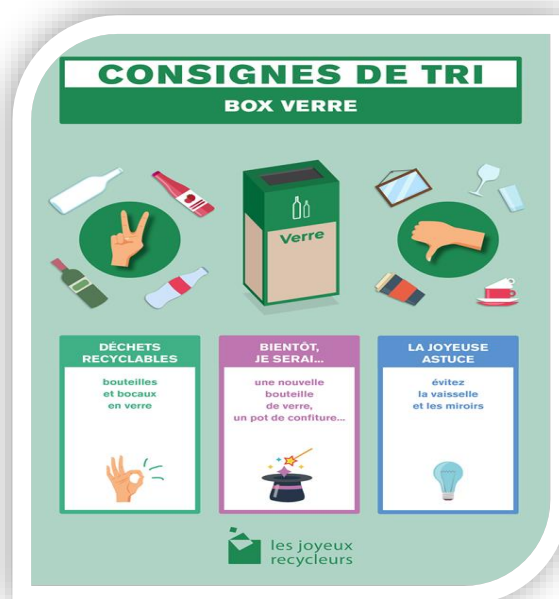 CONSIGNES DE TRI
BOX VERRE
Verre
DÉCHETS
RECYCLABLES
bouteilles
et bocaux
en verre
BIENTÔT,
JE SERAI...
une nouvelle
bouteille
de verre,
un pot de confiture...
LA JOYEUSE
ASTUCE
évitez
la vaisselle
et les miroirs
les joyeux
recycleurs